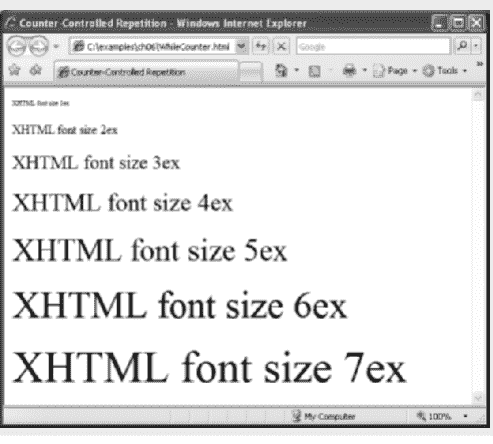 Counter-Controlled Repetition - Windows Internet Explorer
C:\examples\ch06\WhileCounter.html
Google
Counter-Controlled Repetition
Page
Tools
XHTML font size 1ex
XHTML font size 2ex
XHTML font size 3ex
XHTML font size 4ex
XHTML font size 5ex
XHTML font size 6ex
XHTML font size 7ex
My Computer
100%